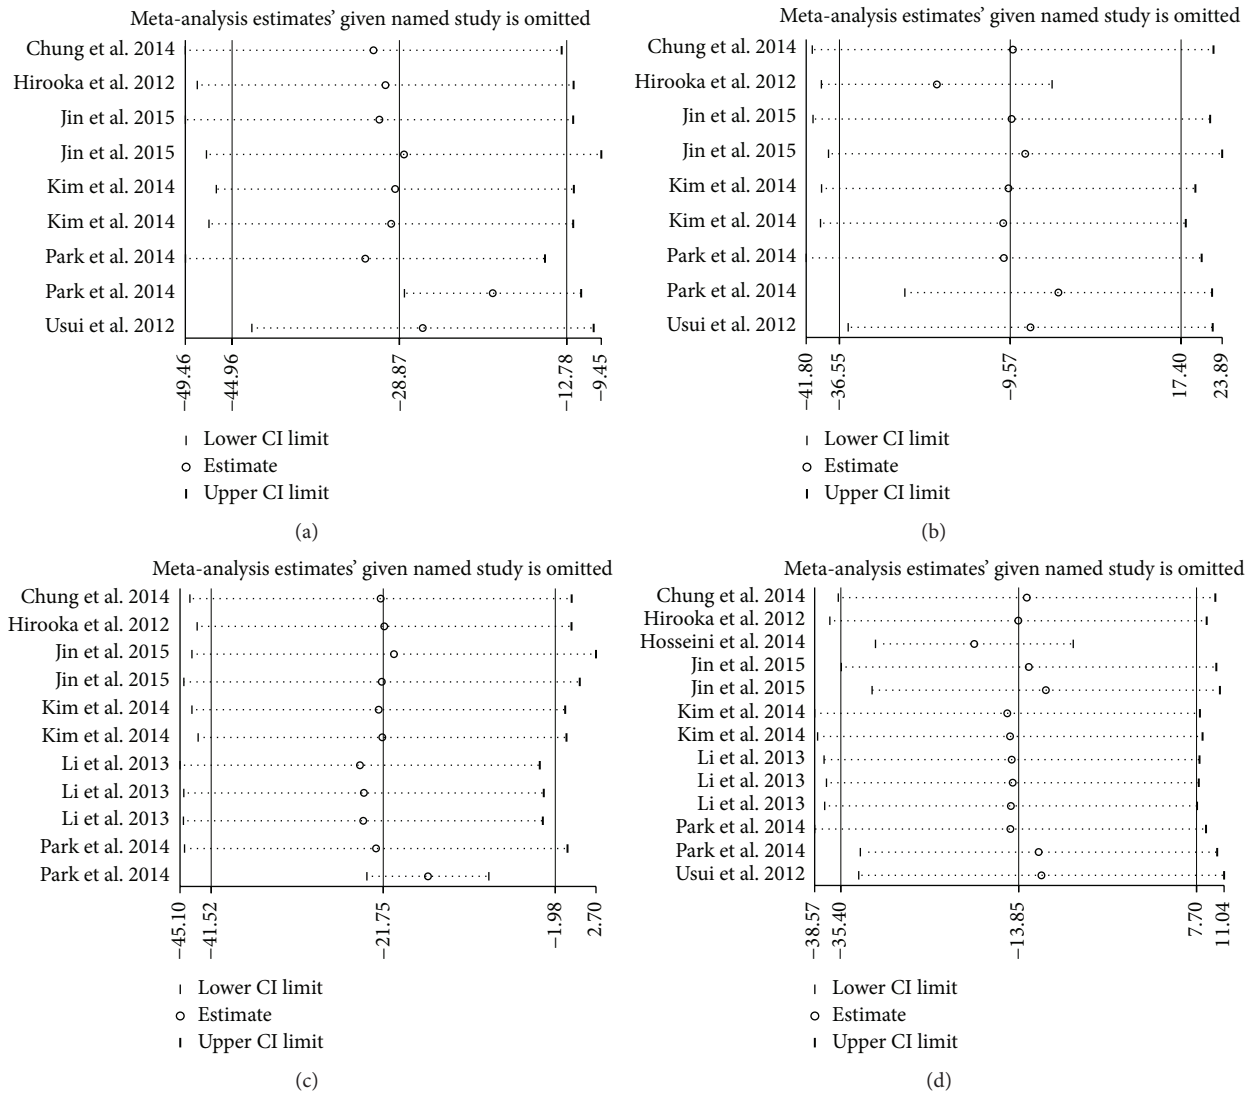 Meta-analysis estimates' given named study is omitted
Chung et al. 2014
Hirooka et al. 2012
Jin et al. 2015
Jin et al. 2015
Kim et al. 2014
Kim et al. 2014
Park et al. 2014
Park et al. 2014
Usui et al. 2012
−49.46
−44.96
−28.87
−12.78
−9.45
Lower CI limit
Estimate
Upper CI limit
(a)
Meta-analysis estimates' given named study is omitted
Chung et al. 2014
Hirooka et al. 2012
Jin et al. 2015
Jin et al. 2015
Kim et al. 2014
Kim et al. 2014
Park et al. 2014
Park et al. 2014
Usui et al. 2012
−41.80
−36.55
−9.57
17.40
23.89
Lower CI limit
Estimate
Upper CI limit
(b)
Meta-analysis estimates' given named study is omitted
Chung et al. 2014
Hirooka et al. 2012
Jin et al. 2015
Jin et al. 2015
Kim et al. 2014
Kim et al. 2014
Li et al. 2013
Li et al. 2013
Li et al. 2013
Park et al. 2014
Park et al. 2014
−45.10
−41.52
−21.75
−1.98
2.70
Lower CI limit
Estimate
Upper CI limit
(c)
Meta-analysis estimates' given named study is omitted
Chung et al. 2014
Hirooka et al. 2012
Hosseini et al. 2014
Jin et al. 2015
Jin et al. 2015
Kim et al. 2014
Kim et al. 2014
Li et al. 2013
Li et al. 2013
Li et al. 2013
Park et al. 2014
Park et al. 2014
Usui et al. 2012
−38.57
−35.40
−13.85
7.70
11.04
Lower CI limit
Estimate
Upper CI limit
(d)